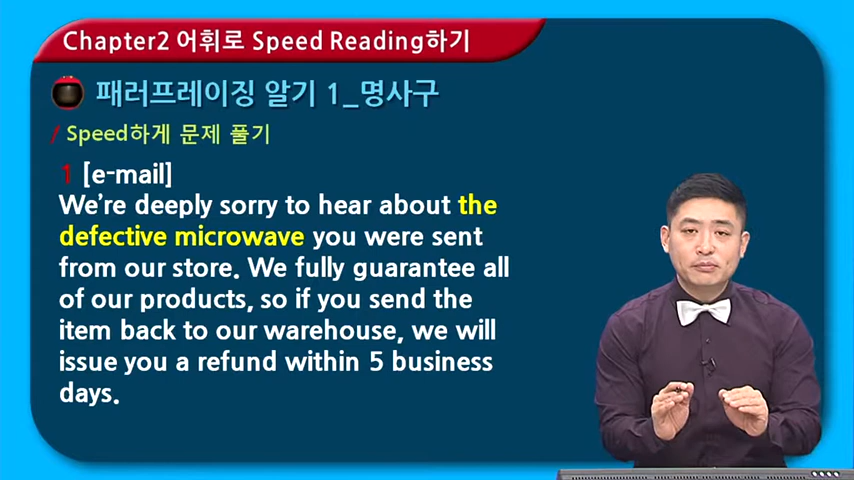 Chapter2 어휘로 Speed Reading하기
패러프레이징 알기 1_명사구
/ Speed하게 문제 풀기
1 [e-mail]
We're deeply sorry to hear about the
defective microwave you were sent
from our store. We fully guarantee all
of our products, so if you send the
item back to our warehouse, we will
issue you a refund within 5 business
days.